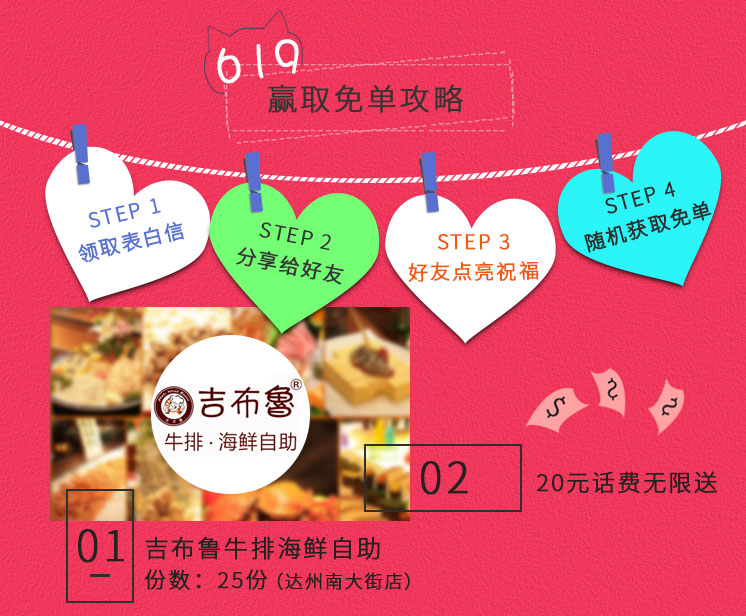 619
赢取免单攻略
STEP 1
领取表白信
STEP 2
分享给好友
STEP 3
好友点亮祝福
STEP 4
随机获取免单
吉布鲁®
牛排·海鲜自助
02
20元话费无限送
01
吉布鲁牛排海鲜自助
份数：25份（达州南大街店）